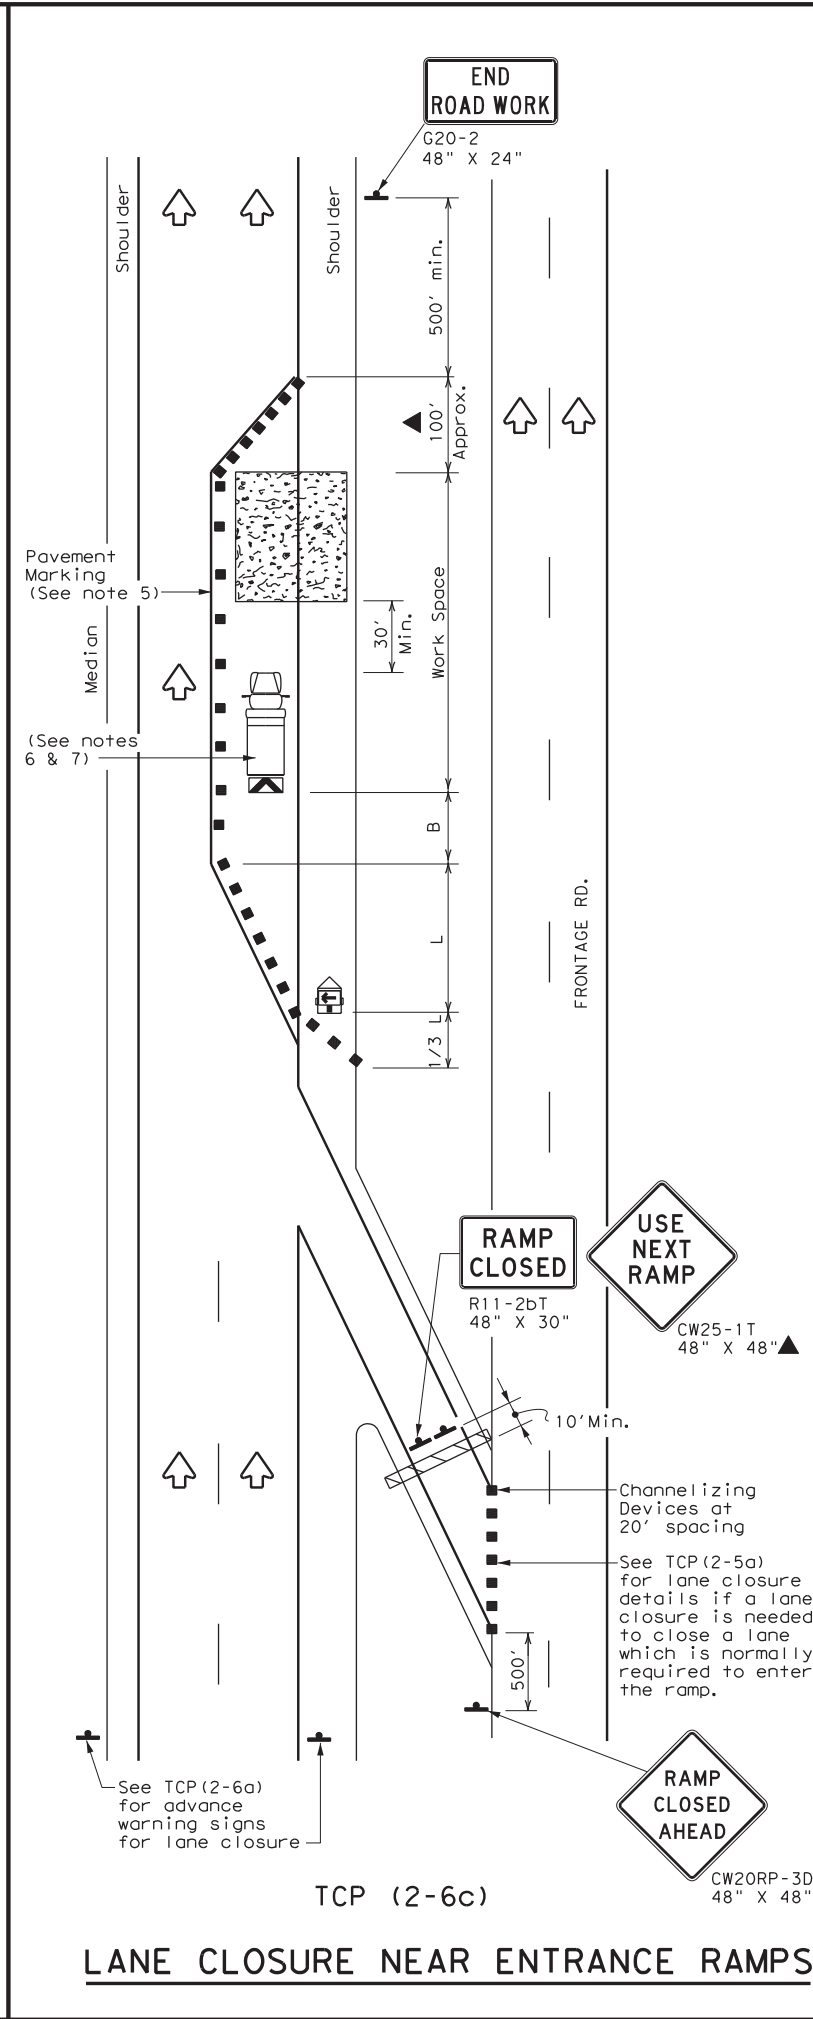 END
ROAD WORK
G20-2
48" X 24"
Shoulder
Shoulder
500' min.
100'
Approx.
Pavement
Marking
(See note 5)
Work Space
30'
Min.
Median
(See notes
6 & 7)
B
L
FRONTAGE RD.
1/3 L
RAMP
CLOSED
R11-2bT
48" X 30"
USE
NEXT
RAMP
CW25-1T
48" X 48"
10'Min.
Channelizing
Devices at
20' spacing
See TCP(2-5a)
for lane closure
details if a lane
closure is needed
to close a lane
which is normally
required to enter
the ramp.
500'
See TCP(2-6a)
for advance
warning signs
for lane closure
RAMP
CLOSED
AHEAD
CW20RP-3D
48" X 48"
TCP (2-6c)
LANE CLOSURE NEAR ENTRANCE RAMPS